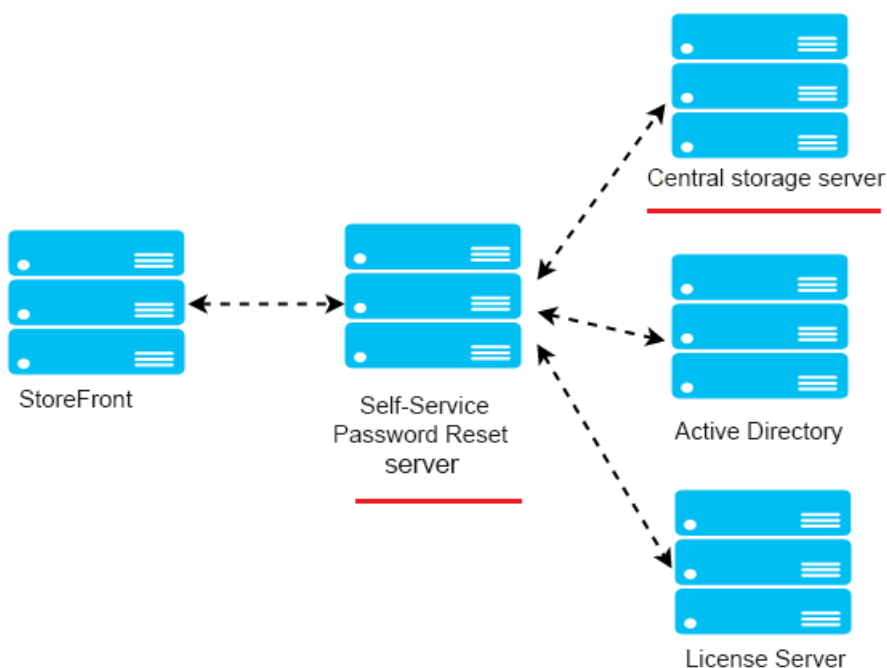 Central storage server
StoreFront
Self-Service
Password Reset
server
Active Directory
License Server